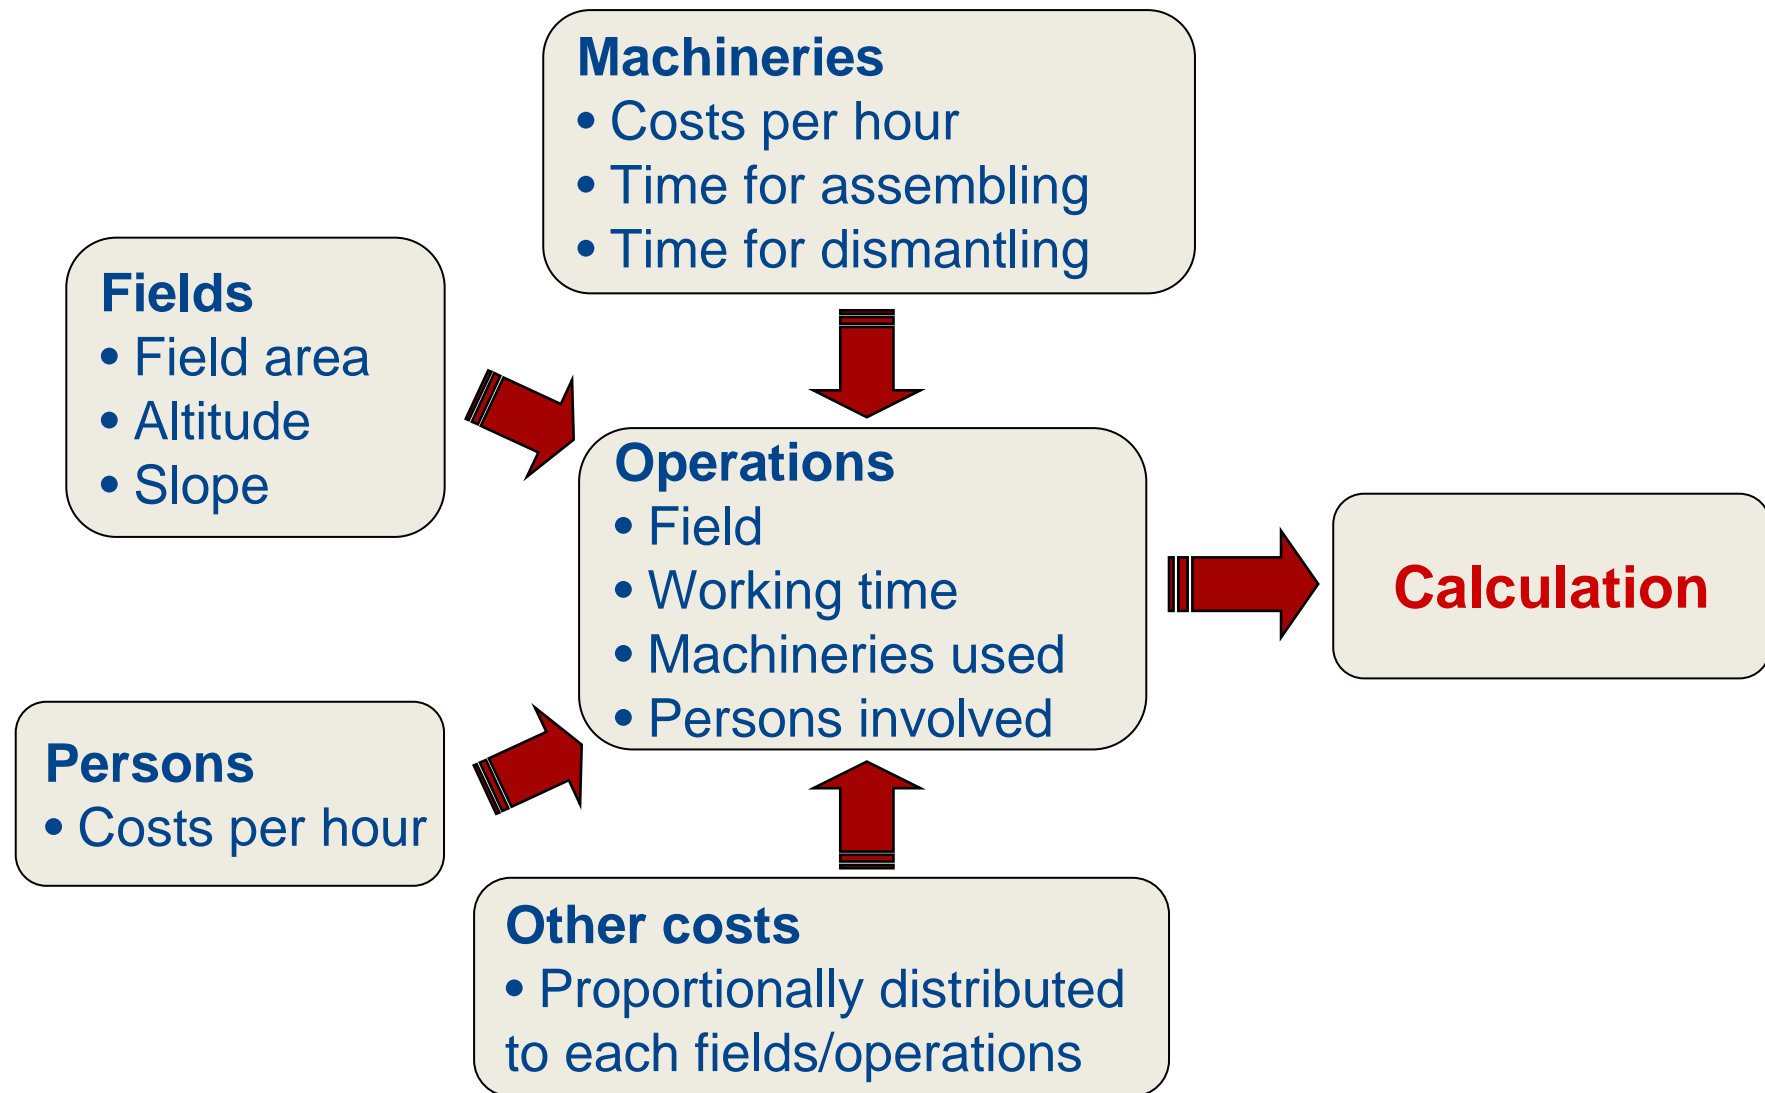 Machineries
• Costs per hour
• Time for assembling
• Time for dismantling
Fields
• Field area
• Altitude
• Slope
Operations
• Field
• Working time
• Machineries used
• Persons involved
Calculation
Persons
• Costs per hour
Other costs
• Proportionally distributed
to each fields/operations